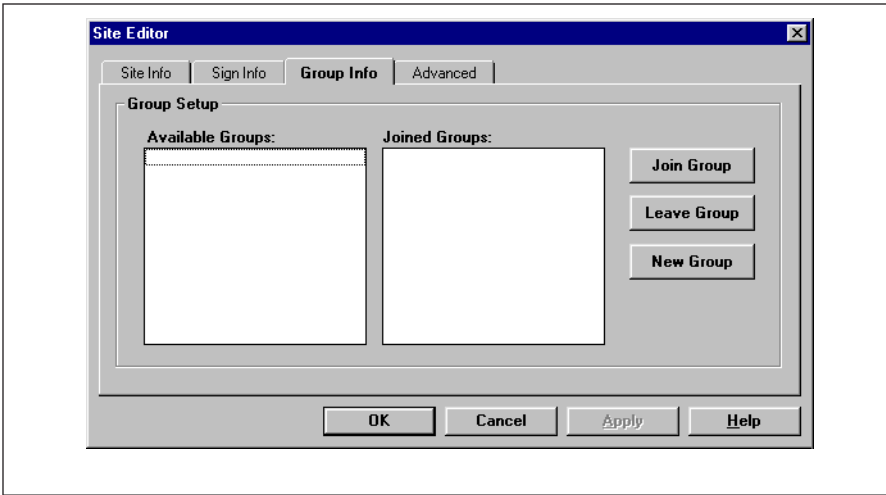 Site Editor
Site Info
Sign Info
Group Info
Advanced
Group Setup
Available Groups:
Joined Groups:
Join Group
Leave Group
New Group
OK
Cancel
Apply
Help